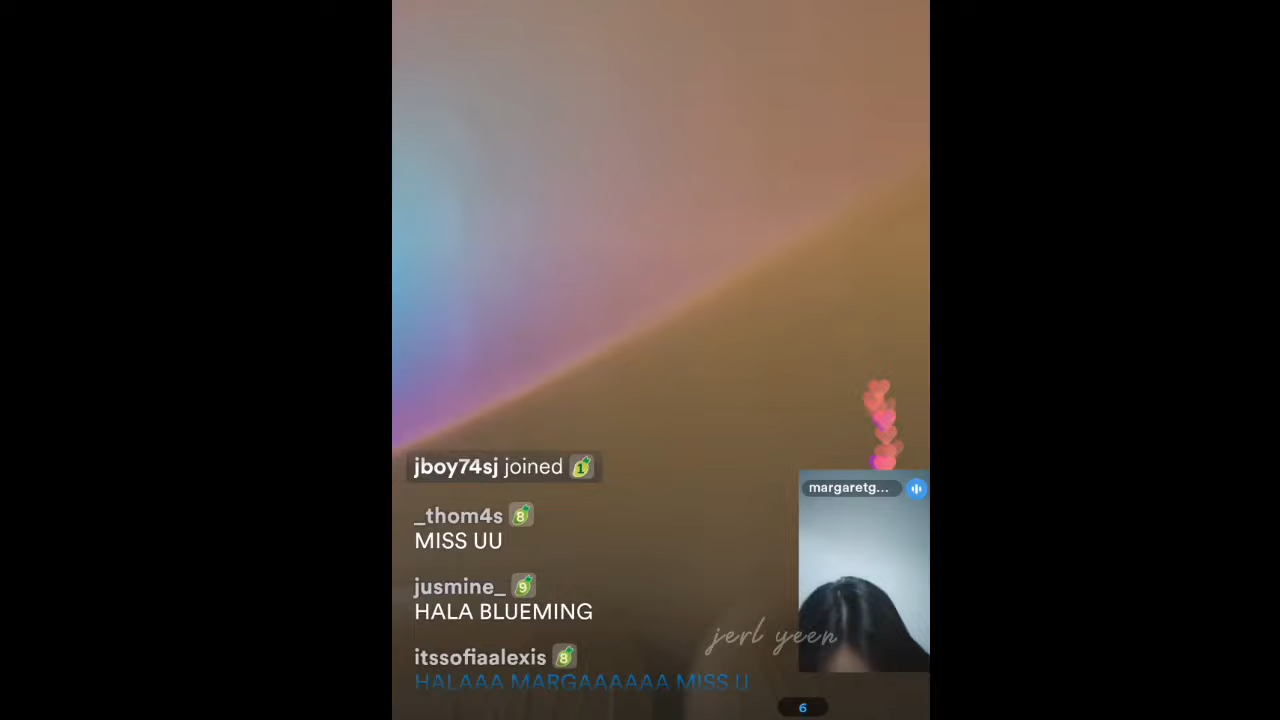 jboy74sj joined 1
_thom4s 8
MISS UU
jusmine_ 9
HALA BLUEMING
itssofiaalexis 8
HALAAA MARGAAAAAA MISS U
margaretg...
jerl yeen
6